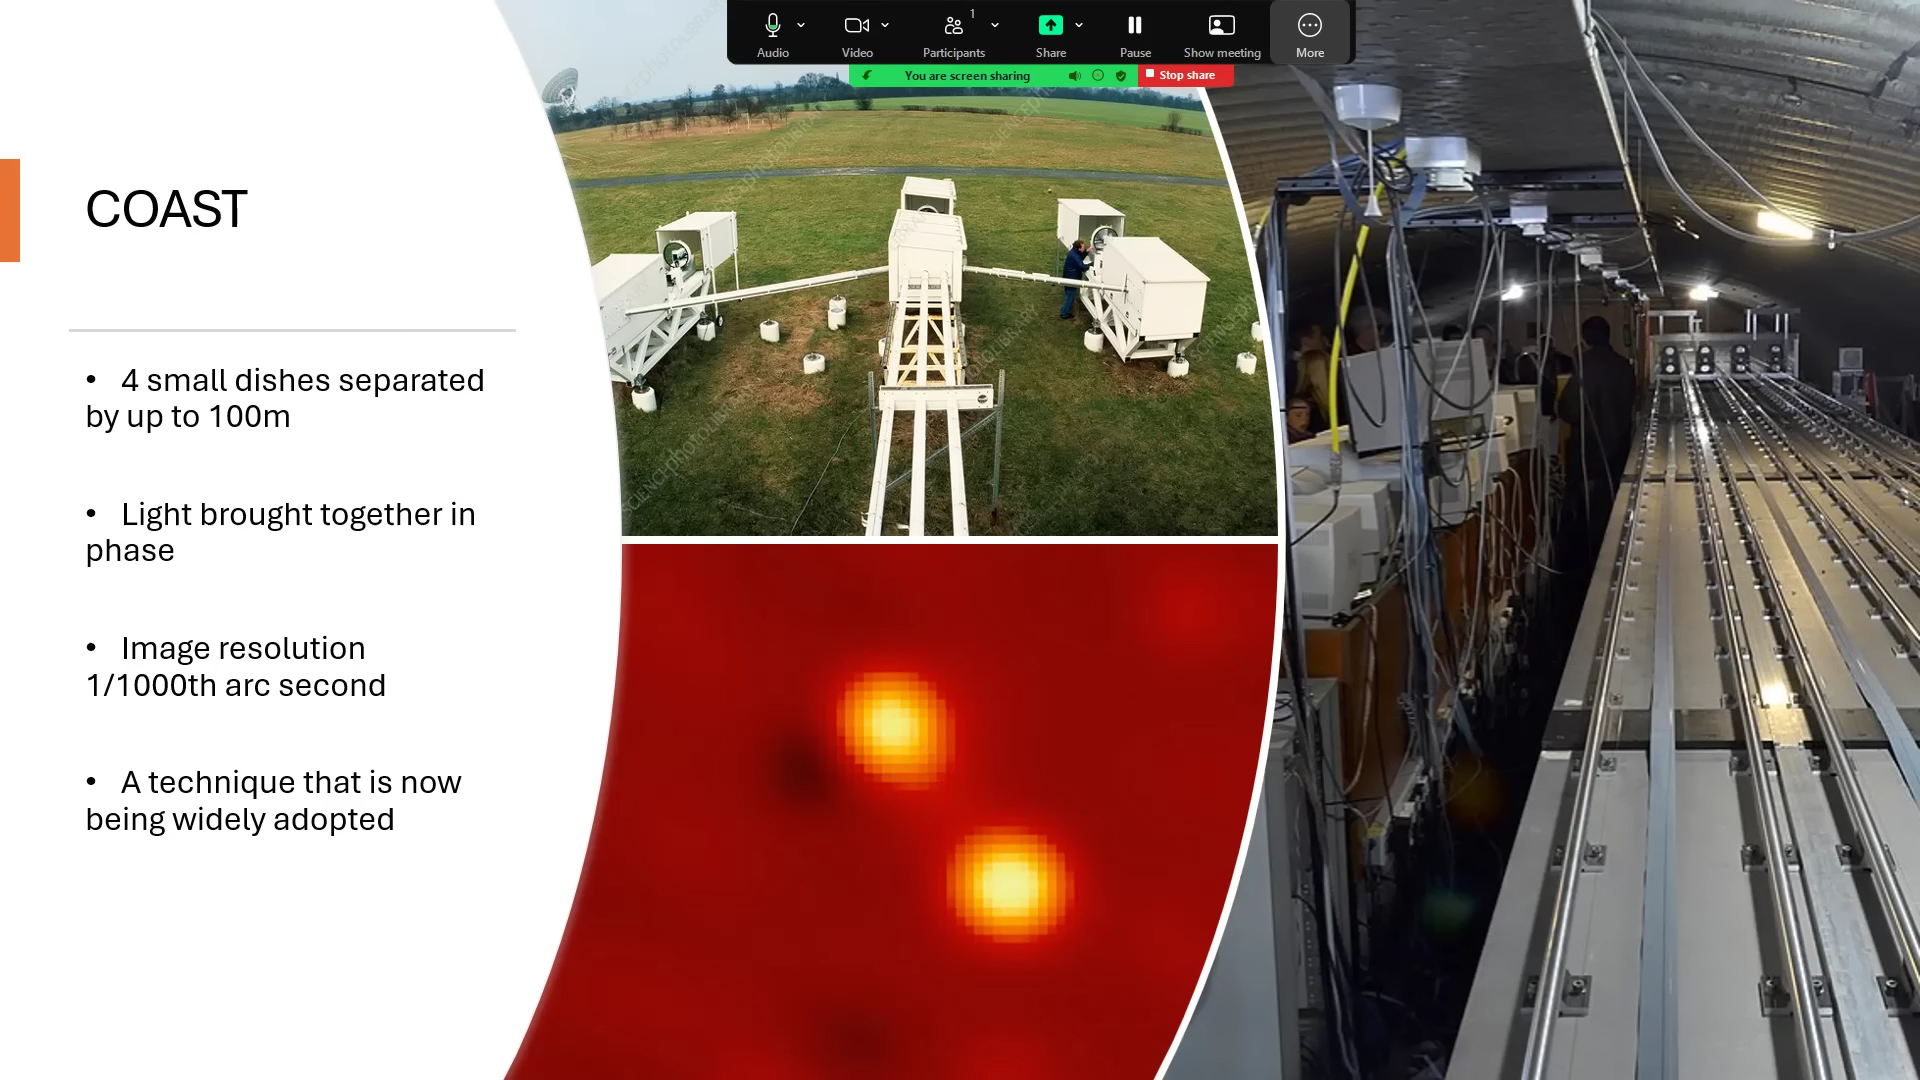 1
Audio
Video
Participants
Share
Pause
Show meeting
More
You are screen sharing
Stop share
COAST
• 4 small dishes separated
by up to 100m
• Light brought together in
phase
• Image resolution
1/1000th arc second
• A technique that is now
being widely adopted